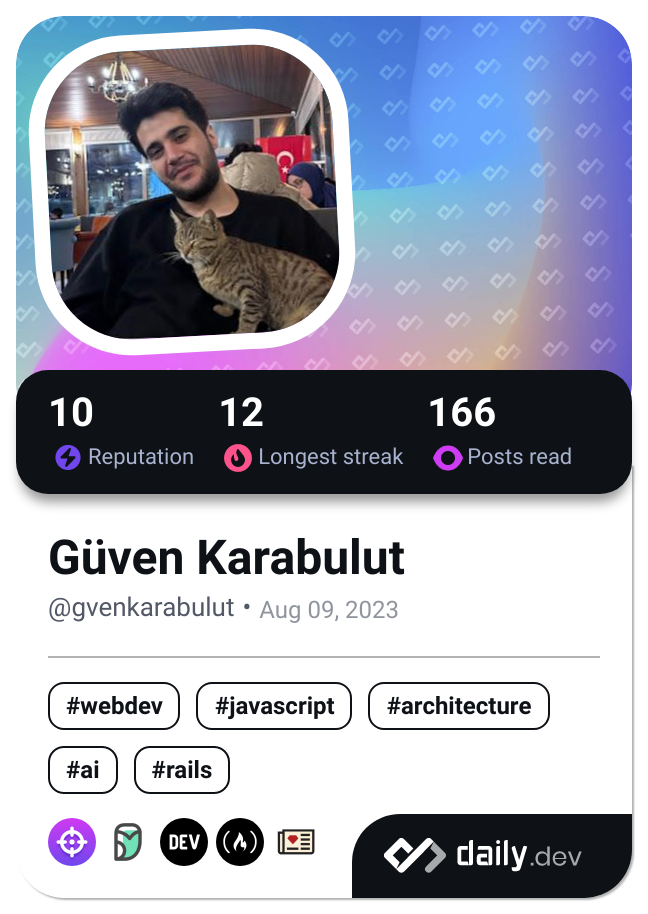 10 12 166
Reputation Longest streak Posts read
Güven Karabulut
@gvenkarabulut • Aug 09, 2023
#webdev #javascript #architecture
#ai #rails
DEV
daily.dev